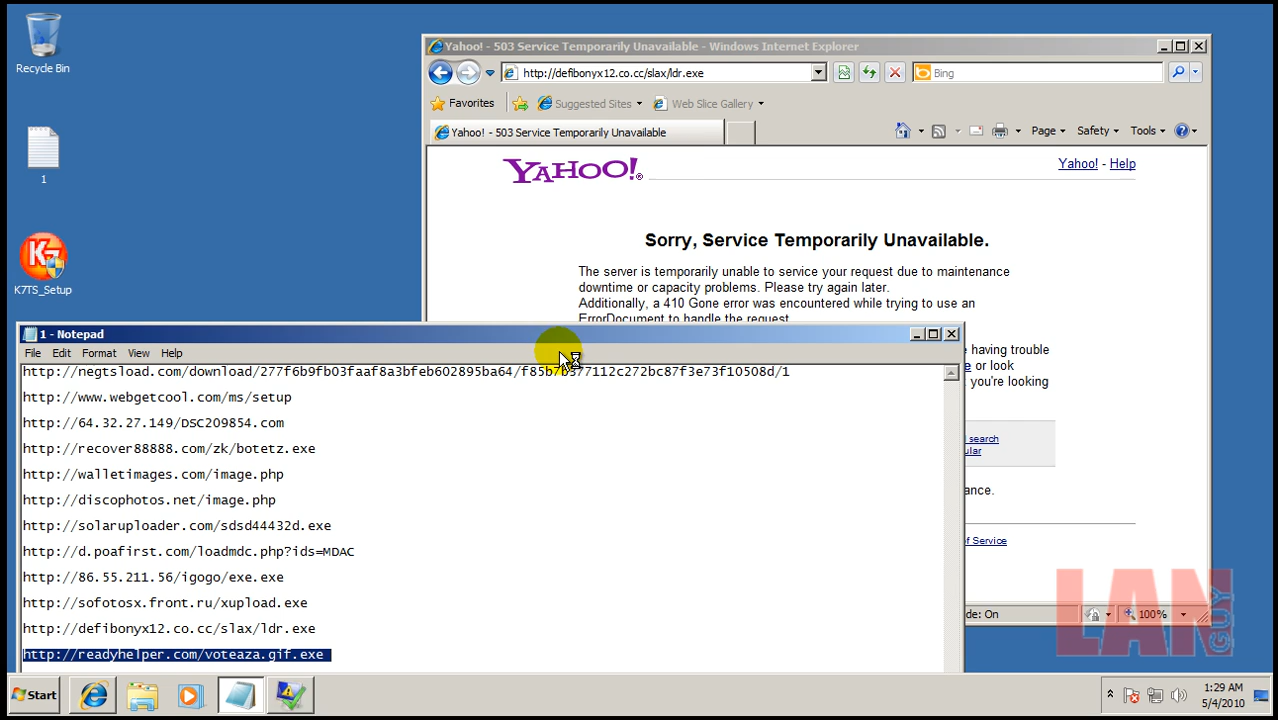 Recycle Bin
1
K7TS_Setup
Yahoo! - 503 Service Temporarily Unavailable - Windows Internet Explorer
http://defibonyx12.co.cc/slax/ldr.exe
Bing
Favorites
Suggested Sites
Web Slice Gallery
Yahoo! - 503 Service Temporarily Unavailable
Page
Safety
Tools
YAHOO!
Yahoo! - Help
Sorry, Service Temporarily Unavailable.
The server is temporarily unable to service your request due to maintenance
downtime or capacity problems. Please try again later.
Additionally, a 410 Gone error was encountered while trying to use an
ErrorDocument to handle the request.
having trouble
or look
you're looking
search
ular
ance.
of Service
de: On
100%
1 - Notepad
File Edit Format View Help
http://negtsload.com/download/277f6b9fb03faaf8a3bfeb602895ba64/f85b7b377112c272bc87f3e73f10508d/1
http://www.webgetcool.com/ms/setup
http://64.32.27.149/DSC209854.com
http://recover88888.com/zk/botetz.exe
http://walletimages.com/image.php
http://discophotos.net/image.php
http://solaruploader.com/sdsd44432d.exe
http://d.poafirst.com/loadmdc.php?ids=MDAC
http://86.55.211.56/igogo/exe.exe
http://sofotosx.front.ru/xupload.exe
http://defibonyx12.co.cc/slax/ldr.exe
http://readyhelper.com/voteaza.gif.exe
LAN GUY
Start
1:29 AM
5/4/2010